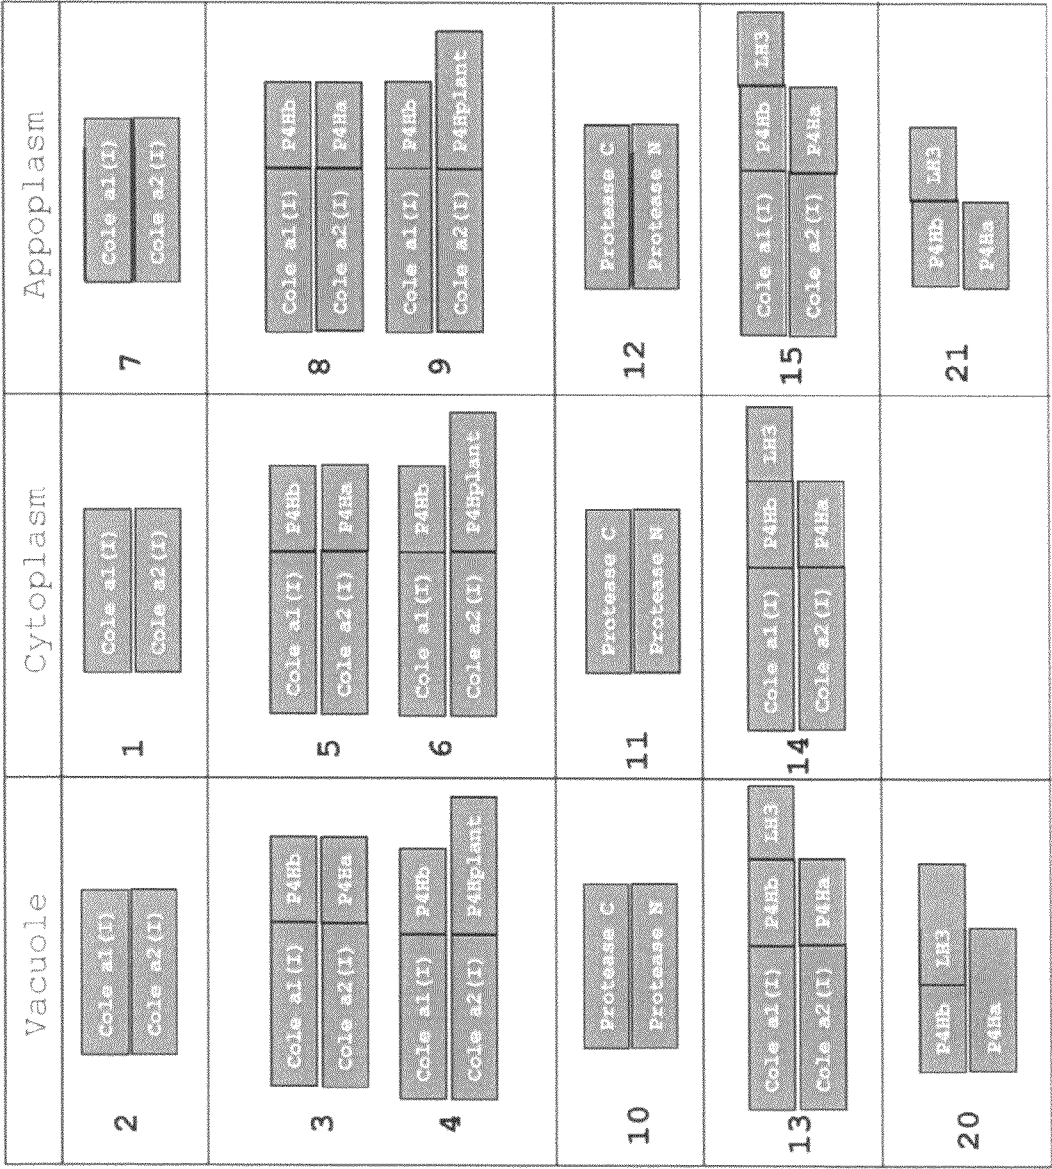 Vacuole Cytoplasm Appoplasm
2 Cole a1(I)
Cole a2(I)
1 Cole a1(I)
Cole a2(I)
7 Cole a1(I)
Cole a2(I)
3 Cole a1(I) P4Hb
Cole a2(I) P4Ha
4 Cole a1(I) P4Hb
Cole a2(I) P4Hplant
5 Cole a1(I) P4Hb
Cole a2(I) P4Ha
6 Cole a1(I) P4Hb
Cole a2(I) P4Hplant
8 Cole a1(I) P4Hb
Cole a2(I) P4Ha
9 Cole a1(I) P4Hb
Cole a2(I) P4Hplant
10 Protease C
Protease N
11 Protease C
Protease N
12 Protease C
Protease N
13 Cole a1(I) P4Hb LH3
Cole a2(I) P4Ha
14 Cole a1(I) P4Hb LH3
Cole a2(I) P4Ha
15 Cole a1(I) P4Hb LH3
Cole a2(I) P4Ha
20 P4Hb LH3
P4Ha
21 P4Hb LH3
P4Ha